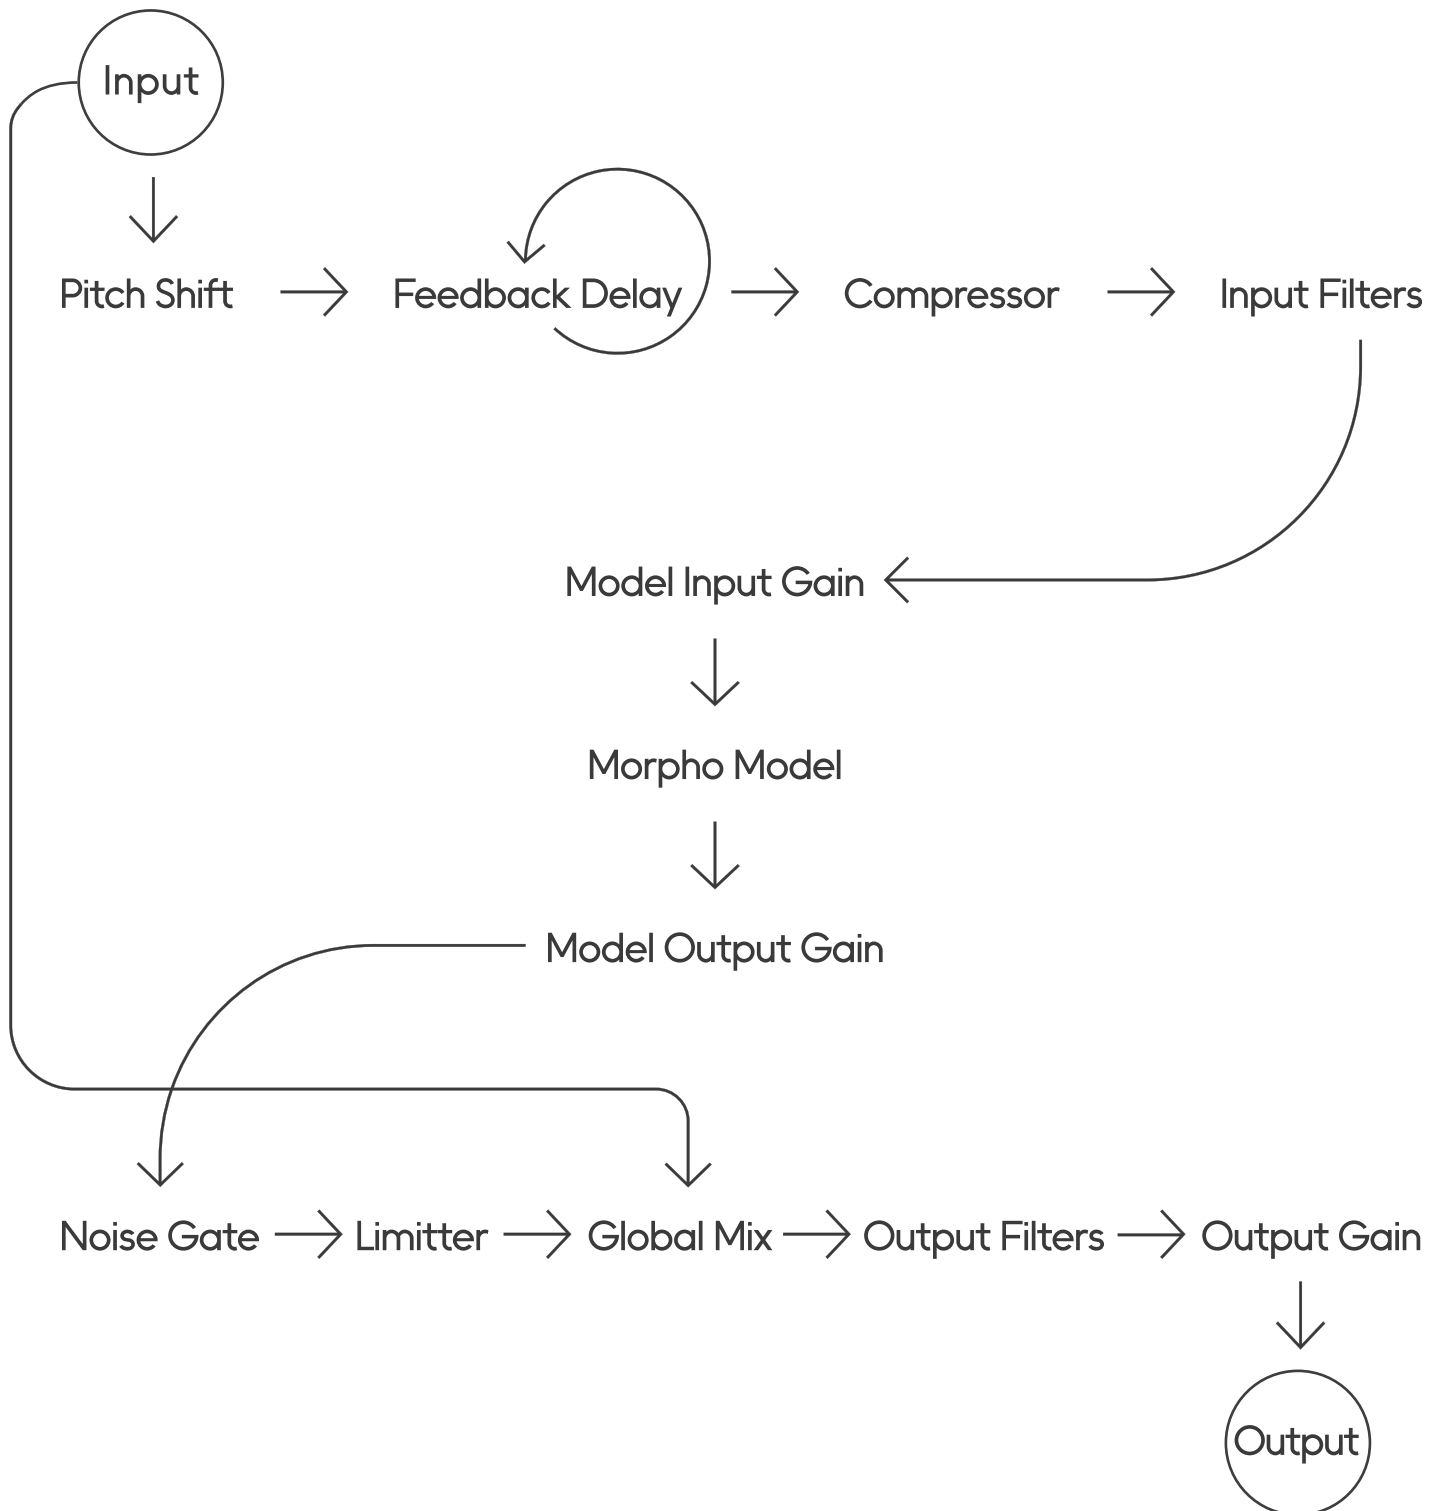 Input
Pitch Shift
Feedback Delay
Compressor
Input Filters
Model Input Gain
Morpho Model
Model Output Gain
Noise Gate
Limitter
Global Mix
Output Filters
Output Gain
Output